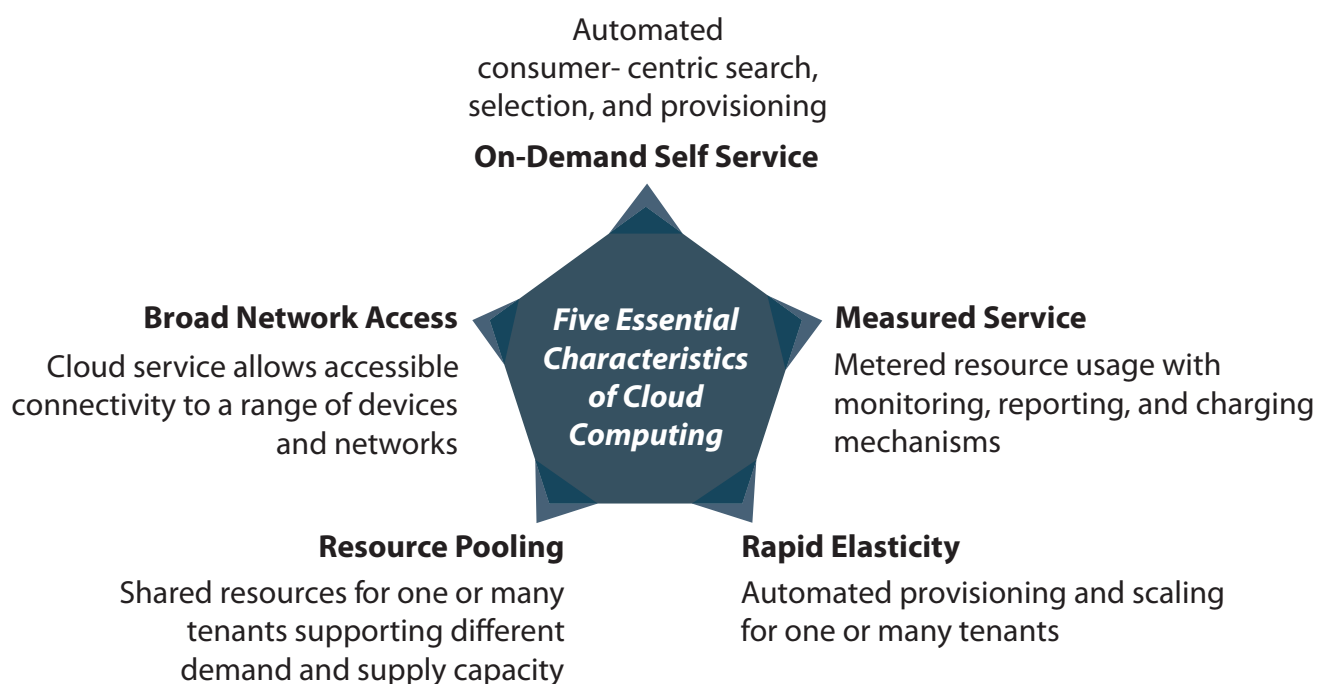 Automated
consumer- centric search,
selection, and provisioning
On-Demand Self Service
Broad Network Access
Cloud service allows accessible
connectivity to a range of devices
and networks
Five Essential
Characteristics
of Cloud
Computing
Measured Service
Metered resource usage with
monitoring, reporting, and charging
mechanisms
Resource Pooling
Shared resources for one or many
tenants supporting different
demand and supply capacity
Rapid Elasticity
Automated provisioning and scaling
for one or many tenants